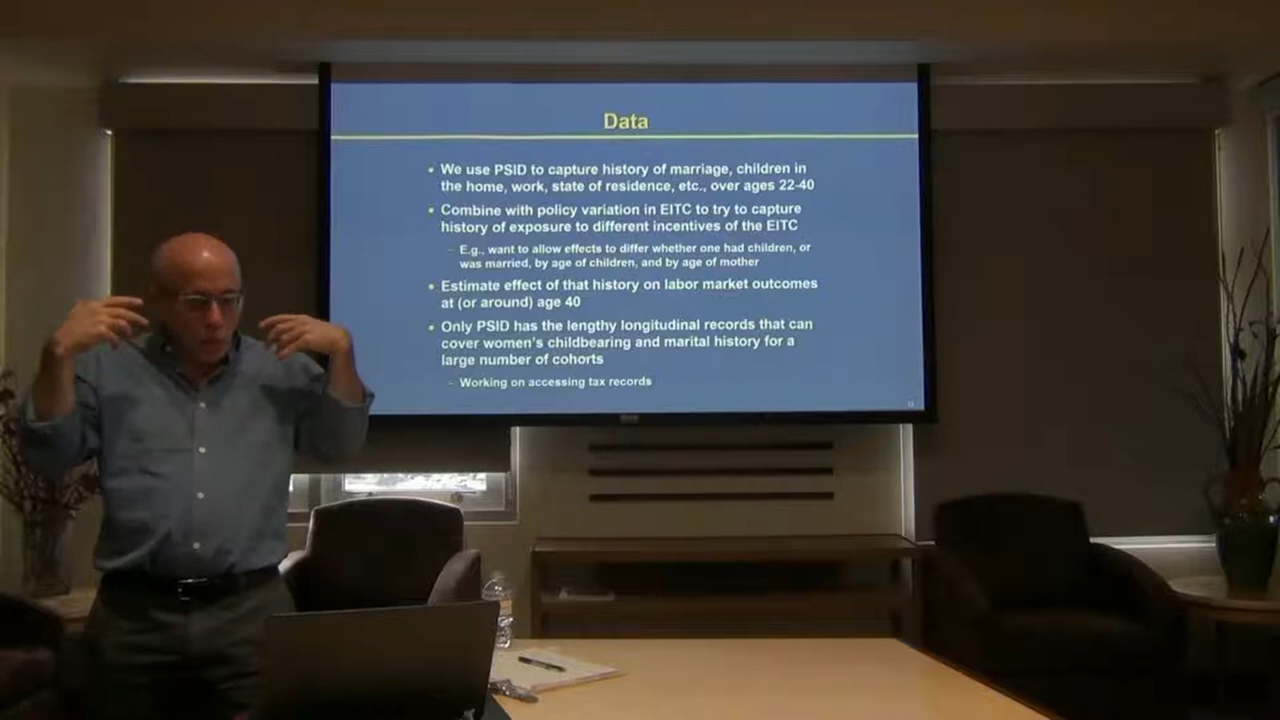 Data
• We use PSID to capture history of marriage, children in
the home, work, state of residence, etc., over ages 22-40
• Combine with policy variation in EITC to try to capture
history of exposure to different incentives of the EITC
– E.g., want to allow effects to differ whether one had children, or
was married, by age of children, and by age of mother
• Estimate effect of that history on labor market outcomes
at (or around) age 40
• Only PSID has the lengthy longitudinal records that can
cover women's childbearing and marital history for a
large number of cohorts
– Working on accessing tax records